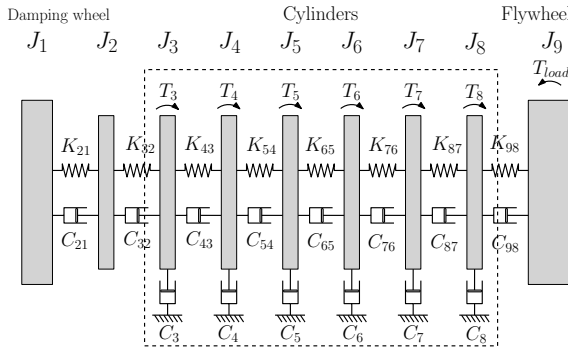 Damping wheel Cylinders Flywheel
J1 J2 J3 J4 J5 J6 J7 J8 J9
T3 T4 T5 T6 T7 T8 Tload
K21 K32 K43 K54 K65 K76 K87 K98
C21 C32 C43 C54 C65 C76 C87 C98
C3 C4 C5 C6 C7 C8